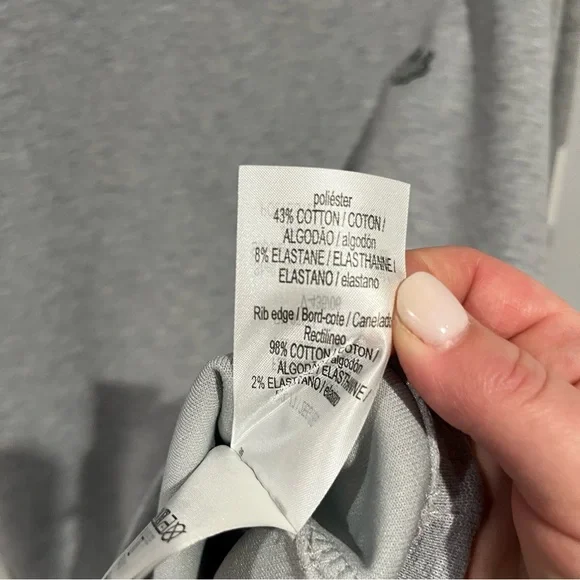 poliéster
43% COTTON / COTON /
ALGODÃO / algodón
8% ELASTANE / ELASTHANNE /
ELASTANO / elastano
Rib edge / Bord-cote / Canelado
Rectilíneo
98% COTTON / COTON /
ALGODÃO algodón
ELASTHANNE /
2% ELASTANO /